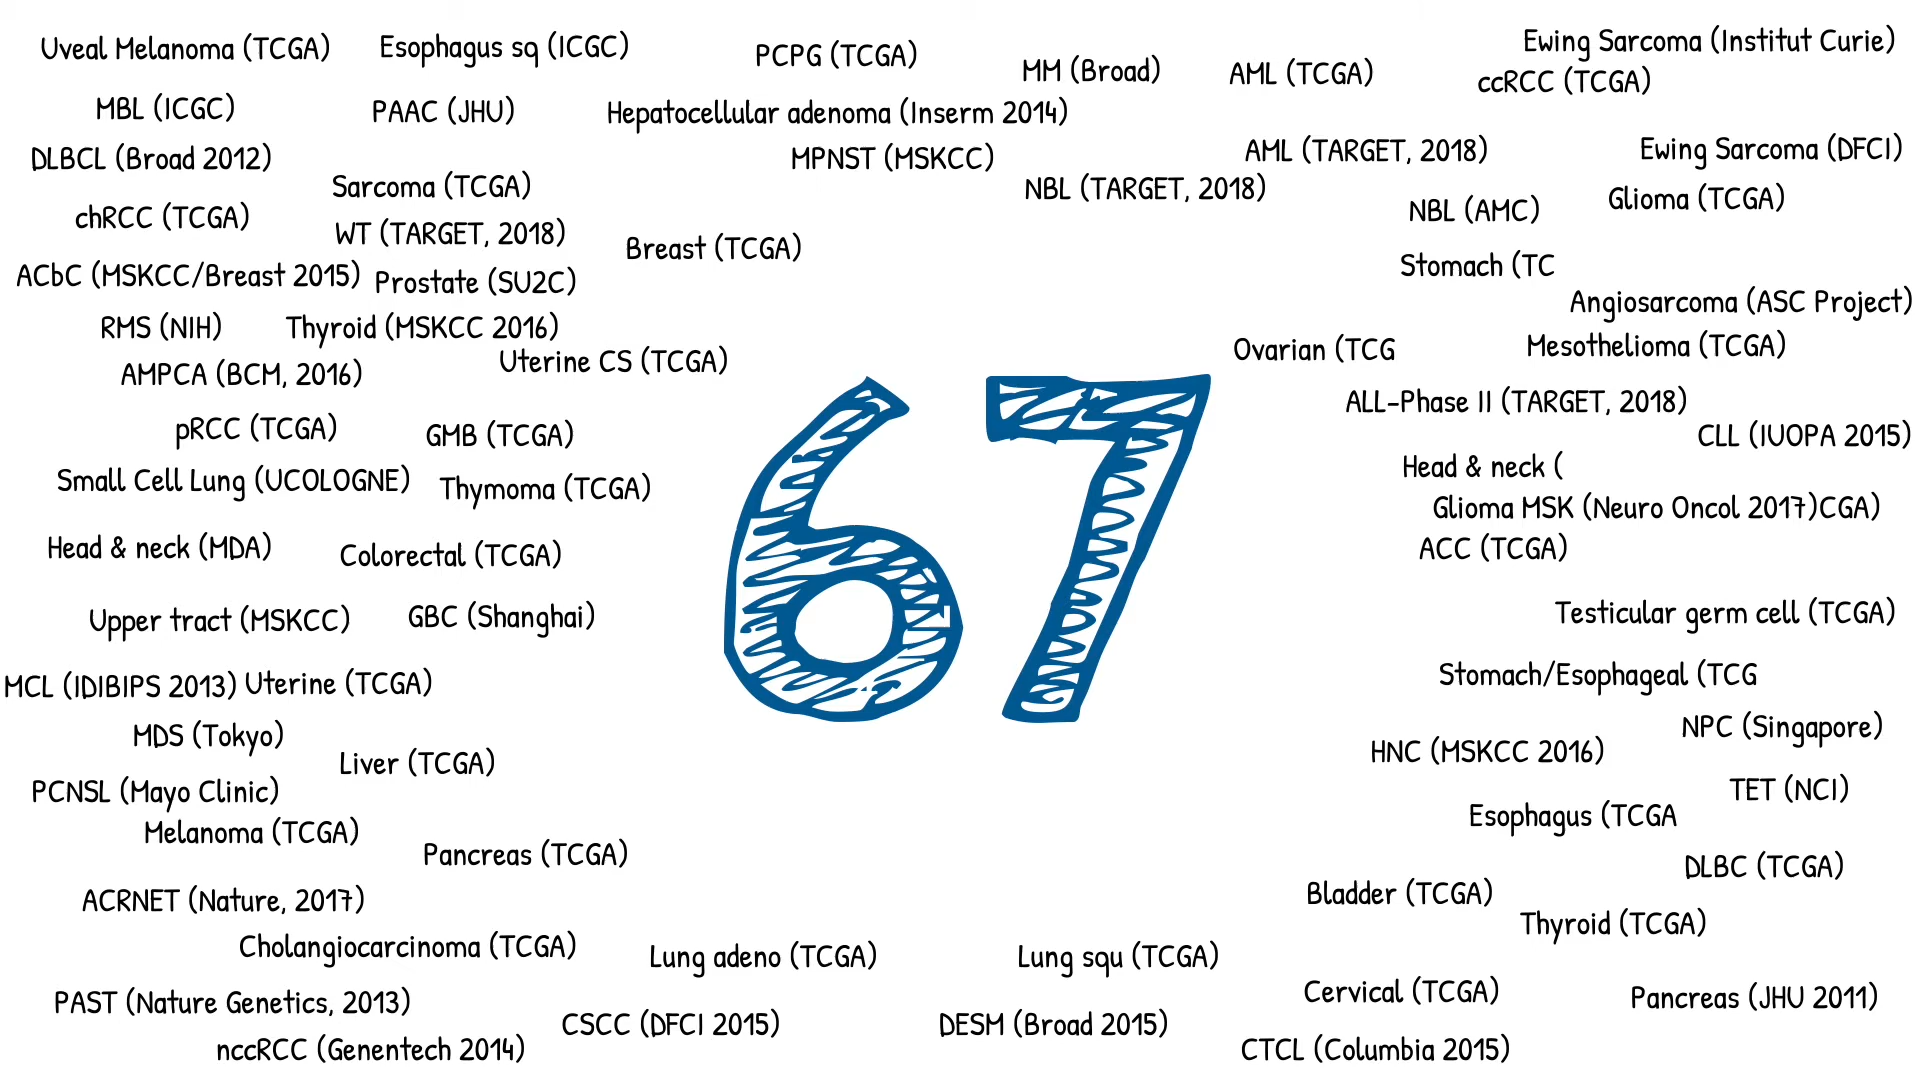 Uveal Melanoma (TCGA)
Esophagus sq (ICGC)
PCPG (TCGA)
MM (Broad)
AML (TCGA)
Ewing Sarcoma (Institut Curie)
ccRCC (TCGA)
MBL (ICGC)
PAAC (JHU)
Hepatocellular adenoma (Inserm 2014)
DLBCL (Broad 2012)
MPNST (MSKCC)
AML (TARGET, 2018)
Ewing Sarcoma (DFCI)
Sarcoma (TCGA)
NBL (TARGET, 2018)
Glioma (TCGA)
chRCC (TCGA)
NBL (AMC)
WT (TARGET, 2018)
Breast (TCGA)
Stomach (TC
ACbC (MSKCC/Breast 2015)
Prostate (SU2C)
Angiosarcoma (ASC Project)
RMS (NIH)
Thyroid (MSKCC 2016)
Ovarian (TCG
Mesothelioma (TCGA)
Uterine CS (TCGA)
AMPCA (BCM, 2016)
ALL-Phase II (TARGET, 2018)
pRCC (TCGA)
GMB (TCGA)
CLL (IUOPA 2015)
67
Head & neck (
Small Cell Lung (UCOLOGNE)
Thymoma (TCGA)
Glioma MSK (Neuro Oncol 2017)CGA)
Head & neck (MDA)
Colorectal (TCGA)
ACC (TCGA)
Upper tract (MSKCC)
GBC (Shanghai)
Testicular germ cell (TCGA)
MCL (IDIBIPS 2013)
Uterine (TCGA)
Stomach/Esophageal (TCG
MDS (Tokyo)
NPC (Singapore)
Liver (TCGA)
HNC (MSKCC 2016)
PCNSL (Mayo Clinic)
TET (NCI)
Melanoma (TCGA)
Esophagus (TCGA
Pancreas (TCGA)
DLBC (TCGA)
ACRNET (Nature, 2017)
Bladder (TCGA)
Thyroid (TCGA)
Cholangiocarcinoma (TCGA)
Lung adeno (TCGA)
Lung squ (TCGA)
PAST (Nature Genetics, 2013)
Cervical (TCGA)
Pancreas (JHU 2011)
CSCC (DFCI 2015)
DESM (Broad 2015)
nccRCC (Genentech 2014)
CTCL (Columbia 2015)